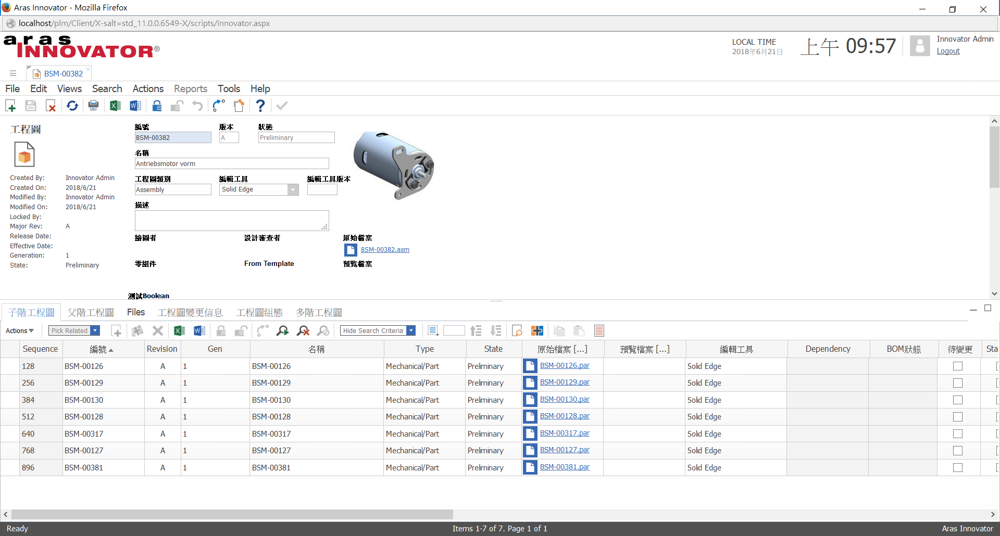 Aras Innovator - Mozilla Firefox
localhost/plm/Client/X-salt=std_11.0.0.6549-X/scripts/Innovator.aspx
aras
INNOVATOR®
LOCAL TIME
2018年6月21日
上午 09:57
Innovator Admin
Logout
BSM-00382
File Edit Views Search Actions Reports Tools Help
工程圖
編號 版本 狀態
BSM-00382 A Preliminary
名稱
Antriebsmotor vorm
工程圖類別 編輯工具 編輯工具版本
Assembly Solid Edge
描述
繪圖者 設計審查者 原始檔案
BSM-00382.asm
零組件 From Template 預覧檔案
測試Boolean
Created By: Innovator Admin
Created On: 2018/6/21
Modified By: Innovator Admin
Modified On: 2018/6/21
Locked By:
Major Rev: A
Release Date:
Effective Date:
Generation: 1
State: Preliminary
子階工程圖 父階工程圖 Files 工程圖變更信息 工程圖組態 多階工程圖
Actions Pick Related Hide Search Criteria
Sequence 編號 Revision Gen 名稱 Type State 原始檔案 [...] 預覧檔案 [...] 編輯工具 Dependency BOM狀態 待變更 Sta
128 BSM-00126 A 1 BSM-00126 Mechanical/Part Preliminary BSM-00126.par Solid Edge
256 BSM-00129 A 1 BSM-00129 Mechanical/Part Preliminary BSM-00129.par Solid Edge
384 BSM-00130 A 1 BSM-00130 Mechanical/Part Preliminary BSM-00130.par Solid Edge
512 BSM-00128 A 1 BSM-00128 Mechanical/Part Preliminary BSM-00128.par Solid Edge
640 BSM-00317 A 1 BSM-00317 Mechanical/Part Preliminary BSM-00317.par Solid Edge
768 BSM-00127 A 1 BSM-00127 Mechanical/Part Preliminary BSM-00127.par Solid Edge
896 BSM-00381 A 1 BSM-00381 Mechanical/Part Preliminary BSM-00381.par Solid Edge
Ready Items 1-7 of 7. Page 1 of 1 Aras Innovator